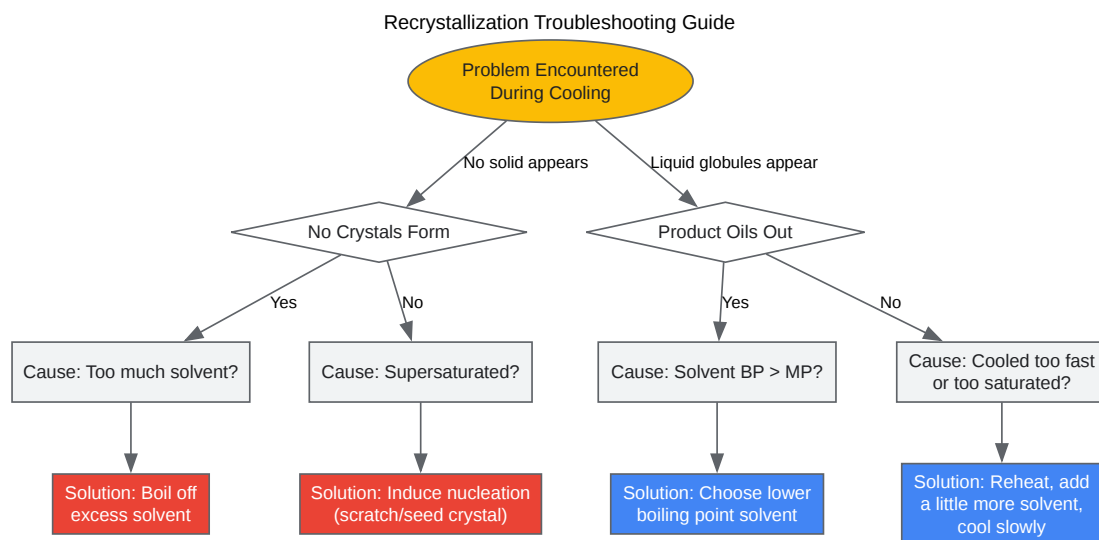 Recrystallization Troubleshooting Guide
Problem Encountered
During Cooling
No solid appears
Liquid globules appear
No Crystals Form
Product Oils Out
Yes
No
Yes
No
Cause: Too much solvent?
Cause: Supersaturated?
Cause: Solvent BP > MP?
Cause: Cooled too fast
or too saturated?
Solution: Boil off
excess solvent
Solution: Induce nucleation
(scratch/seed crystal)
Solution: Choose lower
boiling point solvent
Solution: Reheat, add
a little more solvent,
cool slowly